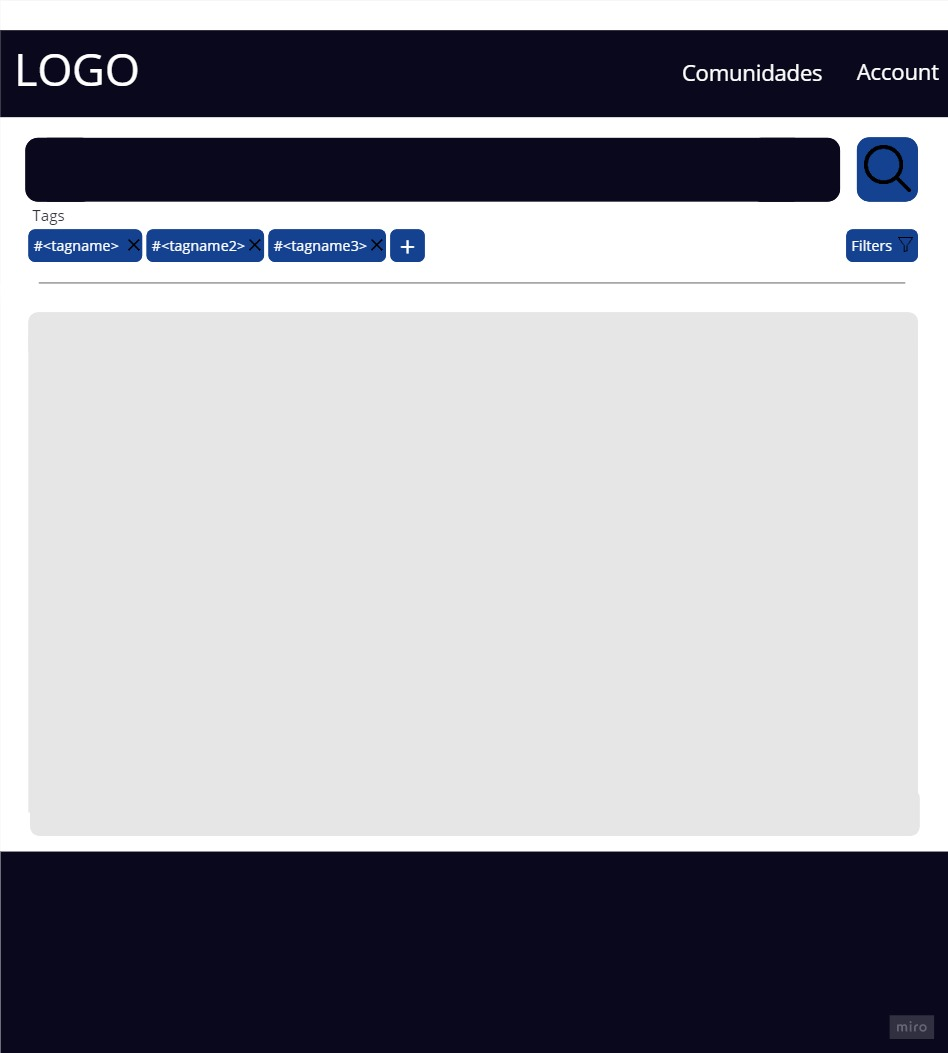 LOGO
Comunidades
Account
Tags
#<tagname>
#<tagname2>
#<tagname3>
+
Filters
miro